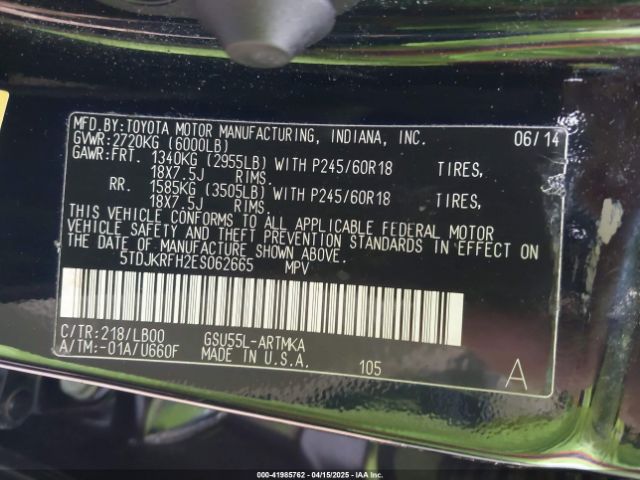 MFD.BY:TOYOTA MOTOR MANUFACTURING, INDIANA, INC. 06/14
GVWR:2720KG (6000LB)
GAWR:FRT. 1340KG (2955LB) WITH P245/60R18 TIRES,
18X7.5J RIMS.
RR. 1585KG (3505LB) WITH P245/60R18 TIRES,
18X7.5J RIMS.
THIS VEHICLE CONFORMS TO ALL APPLICABLE FEDERAL MOTOR
VEHICLE SAFETY AND THEFT PREVENTION STANDARDS IN EFFECT ON
THE DATE OF MANUFACTURE SHOWN ABOVE.
5TDJKRFH2ES062665 MPV
C/TR:218/LB00 GSU55L-ARTMKA
A/TM:-01A/U660F MADE IN U.S.A. 105 A
000-41985762 - 04/15/2025 - IAA Inc.